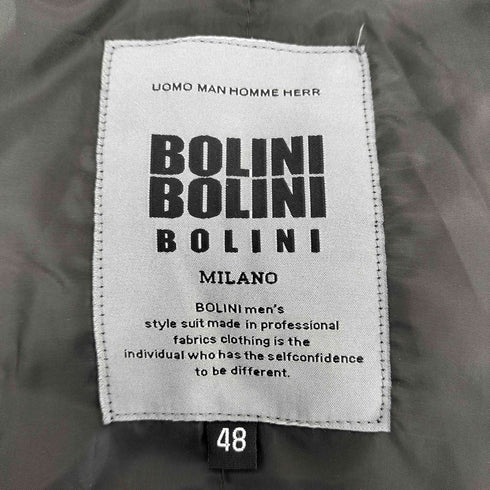 UOMO MAN HOMME HERR
BOLINI
BOLINI
BOLINI
MILANO
BOLINI men's
style suit made in professional
fabrics clothing is the
individual who has the selfconfidence
to be different.
48